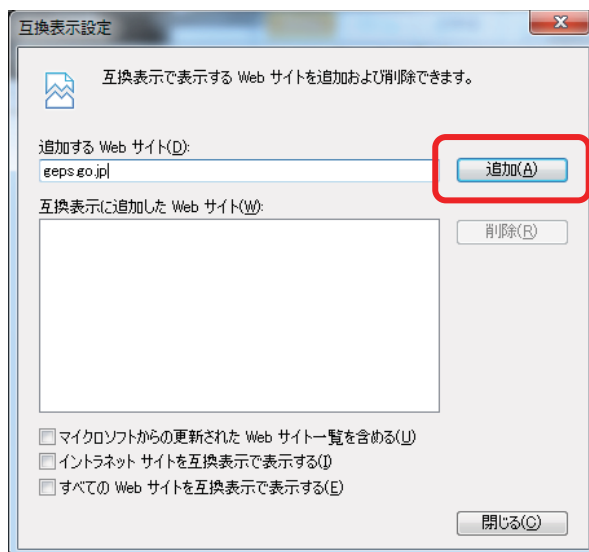 互換表示設定
互換表示で表示する Web サイトを追加および削除できます。
追加する Web サイト(D):
geps.go.jp
追加(A)
互換表示に追加した Web サイト(W):
削除(R)
マイクロソフトからの更新された Web サイト一覧を含める(U)
イントラネット サイトを互換表示で表示する(I)
すべての Web サイトを互換表示で表示する(E)
閉じる(C)